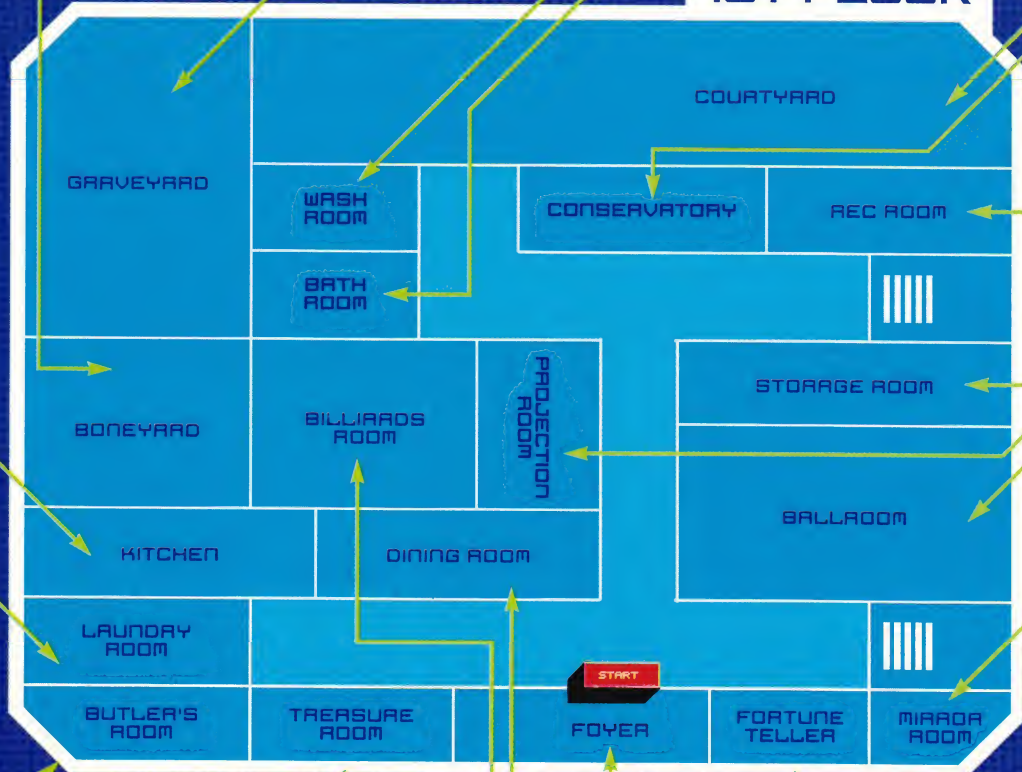 COURTYARD
GRAVEYARD
WASH
ROOM
CONSERVATORY
REC ROOM
BATH
ROOM
STORAGE ROOM
BONEYARD
BILLIRADS
ROOM
PROJECTION
ROOM
BALLROOM
KITCHEN
DINING ROOM
LAUNDRY
ROOM
START
BUTLER'S
ROOM
TREASURE
ROOM
FOYER
FORTUNE
TELLER
MIRROR
ROOM